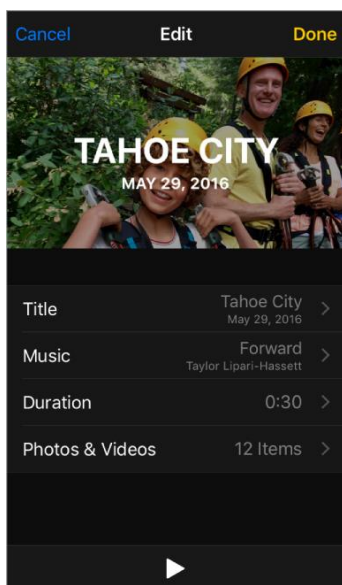 Cancel Edit Done
TAHOE CITY
MAY 29, 2016
Title Tahoe City
May 29, 2016
Music Forward
Taylor Lipari-Hassett
Duration 0:30
Photos & Videos 12 Items